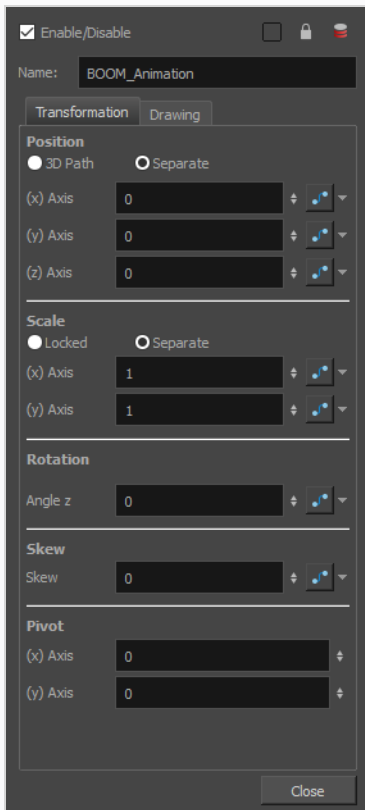 Enable/Disable
Name: BOOM_Animation
Transformation Drawing
Position
3D Path Separate
(x) Axis 0
(y) Axis 0
(z) Axis 0
Scale
Locked Separate
(x) Axis 1
(y) Axis 1
Rotation
Angle z 0
Skew
Skew 0
Pivot
(x) Axis 0
(y) Axis 0
Close